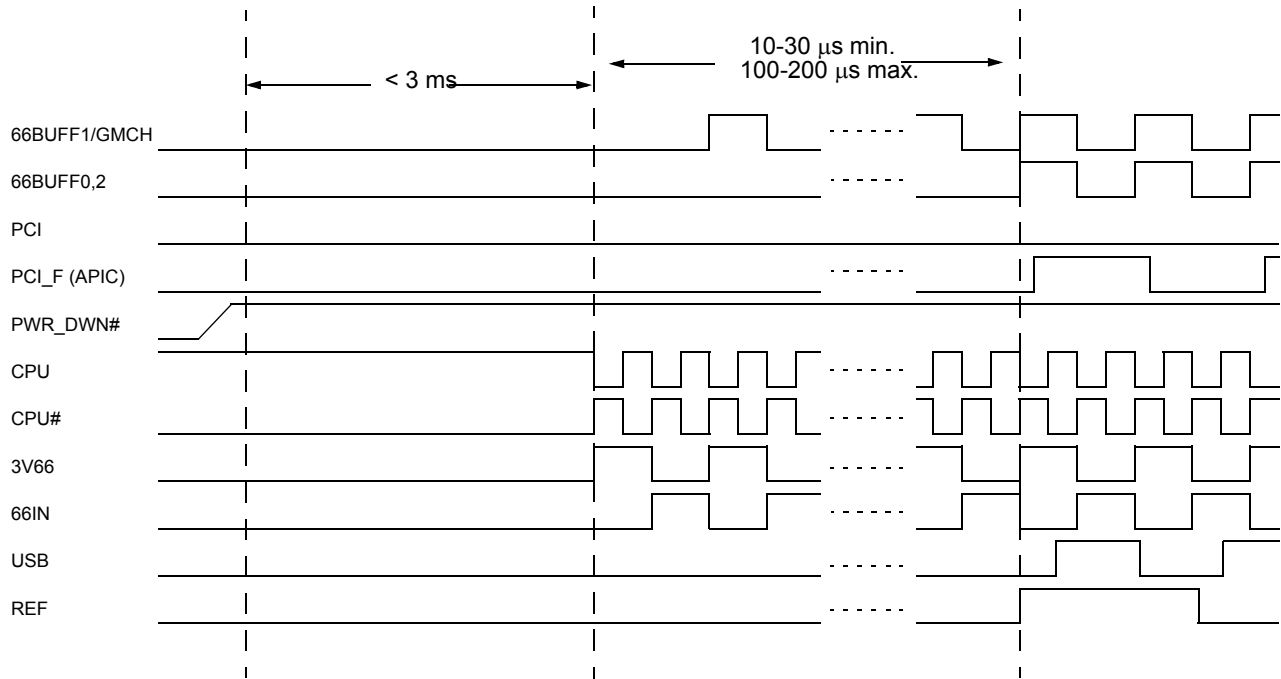 10-30 μs min.
100-200 μs max.
< 3 ms
66BUFF1/GMCH
66BUFF0,2
PCI
PCI_F (APIC)
PWR_DWN#
CPU
CPU#
3V66
66IN
USB
REF